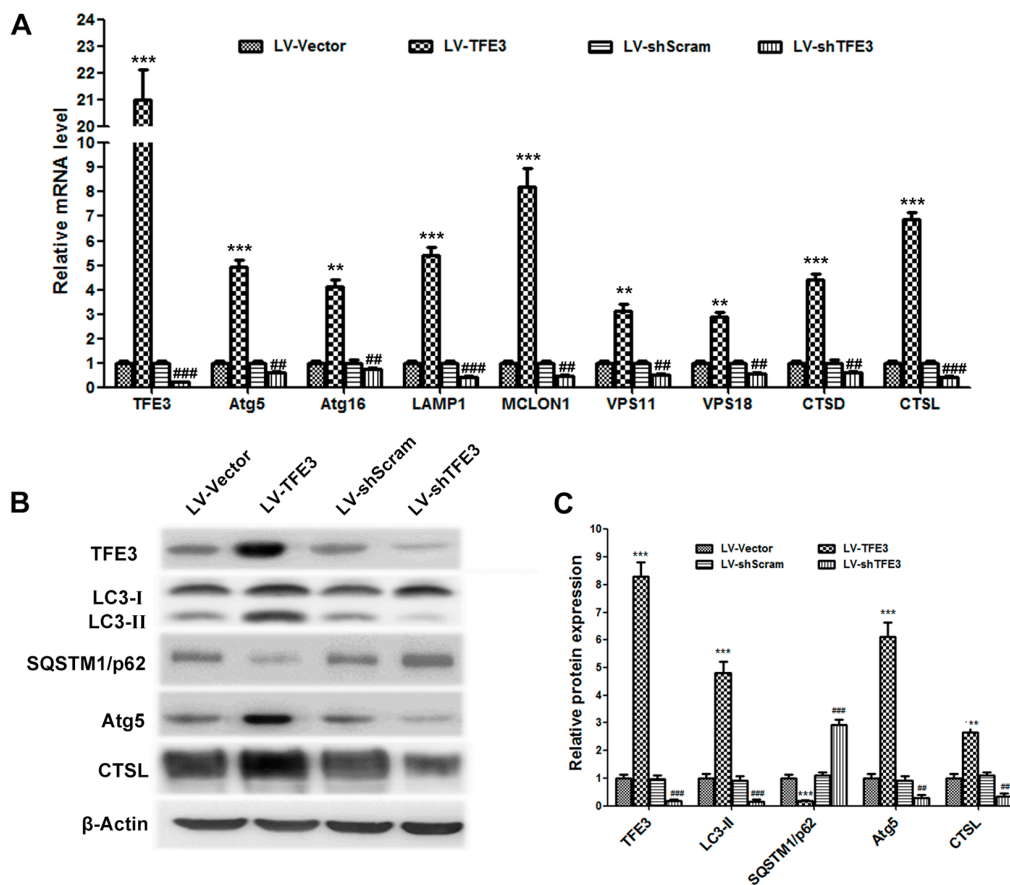 A
LV-Vector LV-TFE3 LV-shScram LV-shTFE3
Relative mRNA level
24
23
22
21
20
10
8
6
5
4
3
2
1
0
***
###
***
##
**
##
***
###
***
##
**
##
**
##
***
##
***
###
TFE3 Atg5 Atg16 LAMP1 MCLON1 VPS11 VPS18 CTSD CTSL
B
LV-Vector LV-TFE3 LV-shScram LV-shTFE3
TFE3
LC3-I
LC3-II
SQSTM1/p62
Atg5
CTSL
β-Actin
C
LV-Vector LV-TFE3
LV-shScram LV-shTFE3
Relative protein expression
10
9
8
7
6
5
4
3
2
1
0
***
###
***
###
***
###
***
##
**
##
TFE3 LC3-II SQSTM1/p62 Atg5 CTSL